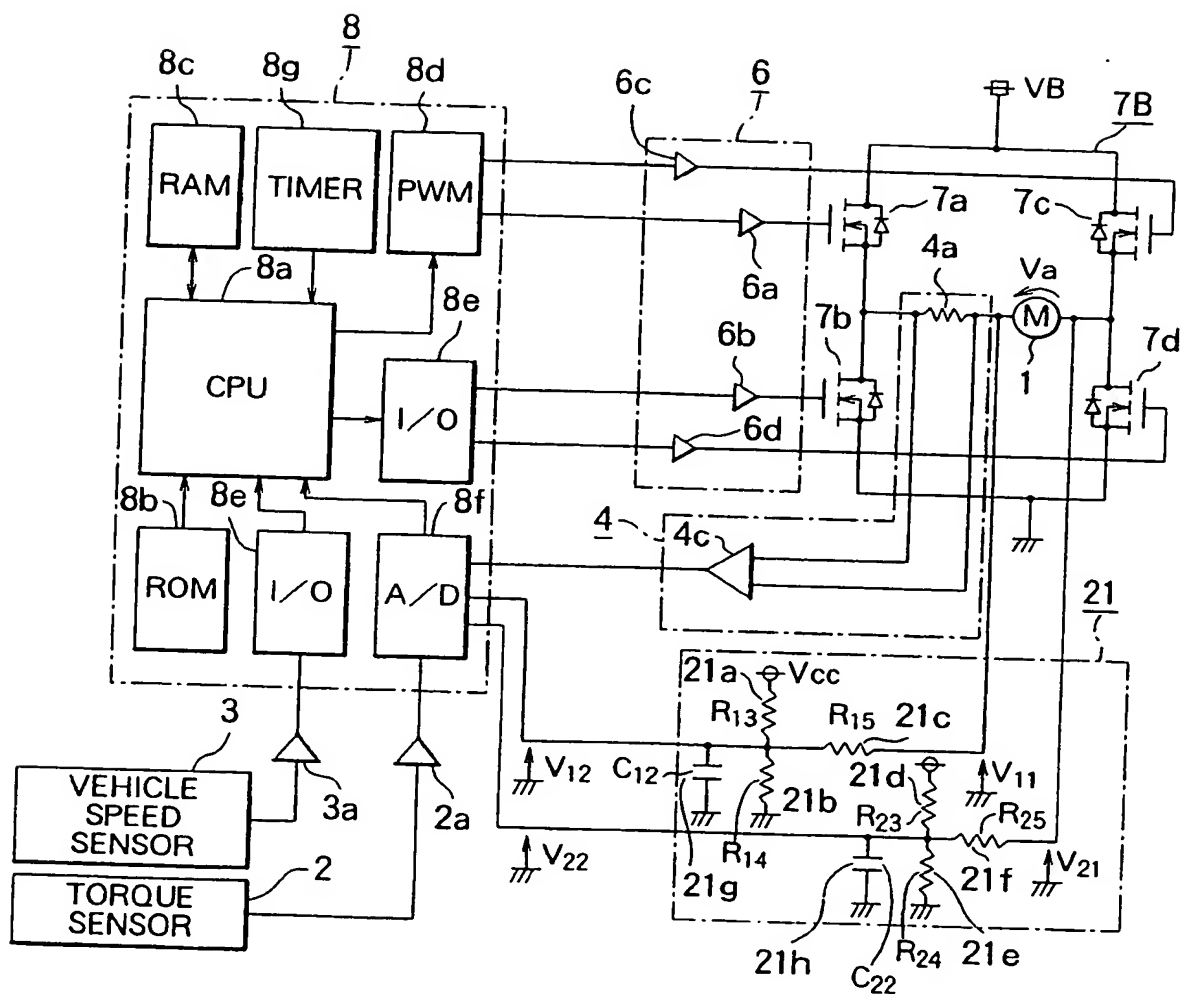 8
8c
8g
8d
6c
6
VB
7B
RAM
TIMER
PWM
7a
7c
8a
4a
Va
8e
6a
7b
M
1
7d
6b
CPU
I/O
6d
8b
8e
8f
4
4c
ROM
I/O
A/D
21
21a
Vcc
R13
R15
21c
3
V12
C12
21d
V11
VEHICLE
SPEED
SENSOR
3a
2a
21b
R23
R25
V22
R14
21g
21f
V21
TORQUE
SENSOR
2
21h
C22
R24
21e